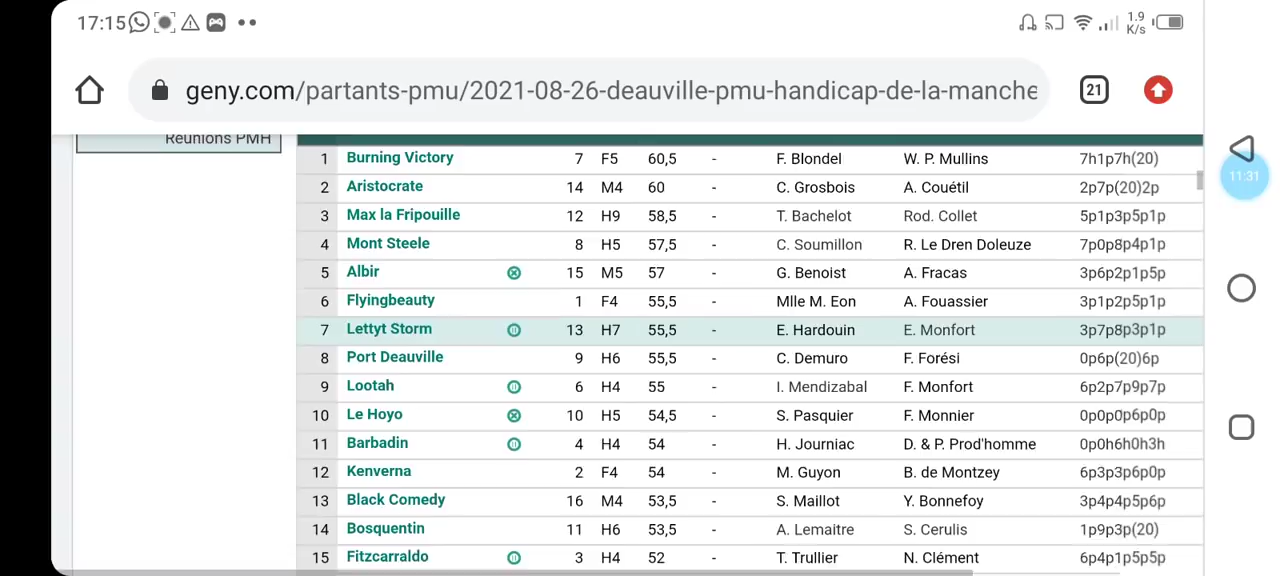 17:15 1.9 K/s
geny.com/partants-pmu/2021-08-26-deauville-pmu-handicap-de-la-manche 21
Réunions PMH
11:31
1 Burning Victory 7 F5 60,5 - F. Blondel W. P. Mullins 7h1p7h(20)
2 Aristocrate 14 M4 60 - C. Grosbois A. Couétil 2p7p(20)2p
3 Max la Fripouille 12 H9 58,5 - T. Bachelot Rod. Collet 5p1p3p5p1p
4 Mont Steele 8 H5 57,5 - C. Soumillon R. Le Dren Doleuze 7p0p8p4p1p
5 Albir 15 M5 57 - G. Benoist A. Fracas 3p6p2p1p5p
6 Flyingbeauty 1 F4 55,5 - Mlle M. Eon A. Fouassier 3p1p2p5p1p
7 Lettyt Storm 13 H7 55,5 - E. Hardouin E. Monfort 3p7p8p3p1p
8 Port Deauville 9 H6 55,5 - C. Demuro F. Forési 0p6p(20)6p
9 Lootah 6 H4 55 - I. Mendizabal F. Monfort 6p2p7p9p7p
10 Le Hoyo 10 H5 54,5 - S. Pasquier F. Monnier 0p0p0p6p0p
11 Barbadin 4 H4 54 - H. Journiac D. & P. Prod'homme 0p0h6h0h3h
12 Kenverna 2 F4 54 - M. Guyon B. de Montzey 6p3p3p6p0p
13 Black Comedy 16 M4 53,5 - S. Maillot Y. Bonnefoy 3p4p4p5p6p
14 Bosquentin 11 H6 53,5 - A. Lemaitre S. Cerulis 1p9p3p(20)
15 Fitzcarraldo 3 H4 52 - T. Trullier N. Clément 6p4p1p5p5p